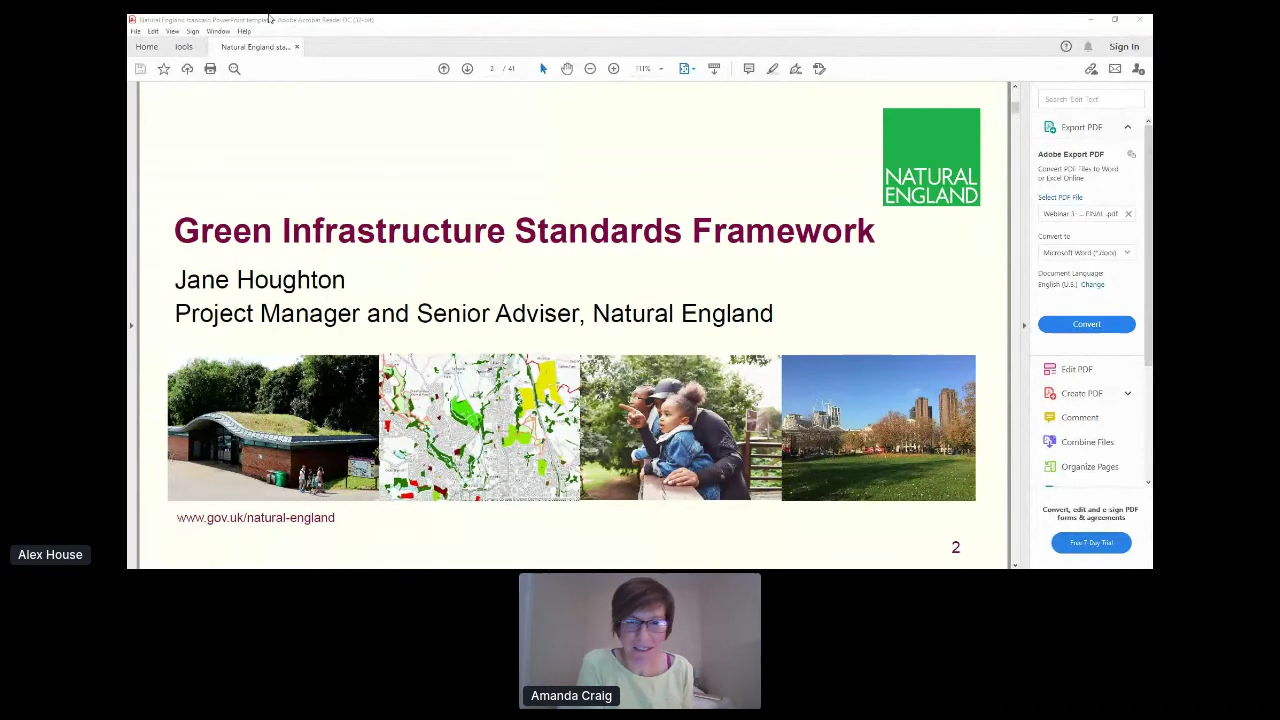 Natural England standard PowerPoint template - Adobe Acrobat Reader DC (32-bit)
File Edit View Sign Window Help
Home Tools Natural England sta... × Sign In
2 / 41 111%
Search 'Edit Text'
Export PDF
Adobe Export PDF
Convert PDF Files to Word
or Excel Online
Select PDF File
Webinar 3- ... FINAL .pdf
Convert to
Microsoft Word (*.docx)
Document Language:
English (U.S.) Change
Convert
Edit PDF
Create PDF
Comment
Combine Files
Organize Pages
Convert, edit and e-sign PDF
forms & agreements
Free 7-Day Trial
NATURAL
ENGLAND
Green Infrastructure Standards Framework
Jane Houghton
Project Manager and Senior Adviser, Natural England
www.gov.uk/natural-england
2
Alex House
Amanda Craig